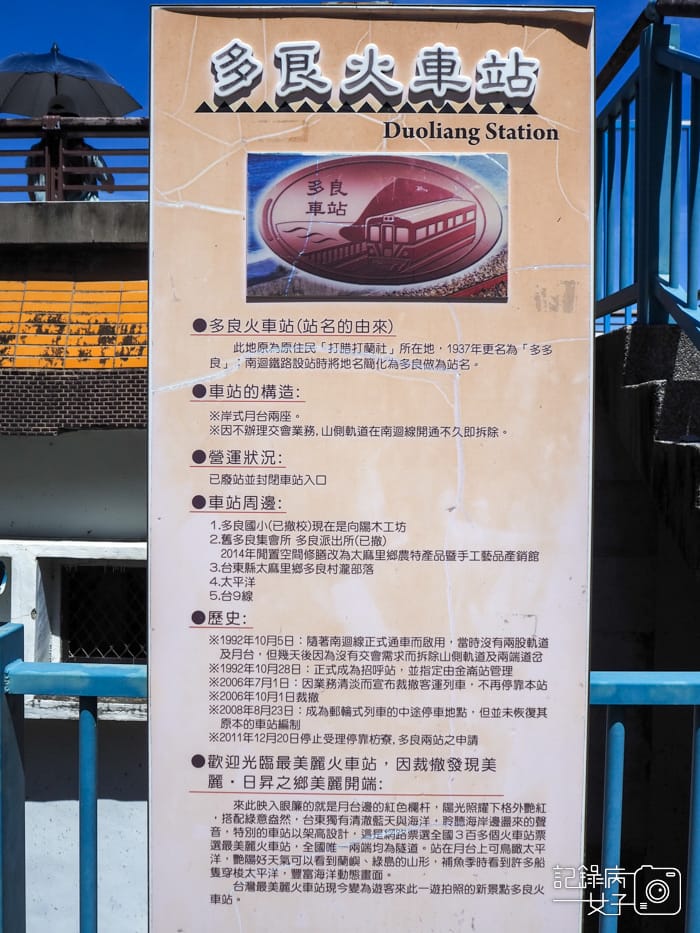 多良火車站
Duoliang Station
多良
車站
●多良火車站(站名的由來)
此地原為原住民「打腊打蘭社」所在地，1937年更名為「多多
良」；南迴鐵路設站時將地名簡化為多良做為站名。
●車站的構造:
※岸式月台兩座。
※因不辦理交會業務,山側軌道在南迴線開通不久即拆除。
●營運狀況:
已廢站並封閉車站入口
●車站周邊:
1.多良國小(已撤校)現在是向陽木工坊
2.舊多良集會所 多良派出所(已撤)
2014年閒置空間修膳改為太麻里鄉農特產品暨手工藝品產銷館
3.台東縣太麻里鄉多良村瀧部落
4.太平洋
5.台9線
●歷史:
※1992年10月5日：隨著南迴線正式通車而啟用，當時沒有兩股軌道
及月台，但幾天後因為沒有交會需求而拆除山側軌道及兩端道岔
※1992年10月28日：正式成為招呼站，並指定由金崙站管理
※2006年7月1日：因業務清淡而宣布裁撤客運列車，不再停靠本站
※2006年10月1日裁撤
※2008年8月23日：成為郵輪式列車的中途停車地點，但並未恢復其
原本的車站編制
※2011年12月20日停止受理停靠枋寮,多良兩站之申請
●歡迎光臨最美麗火車站，因裁撤發現美
麗‧日昇之鄉美麗開端:
來此映入眼簾的就是月台邊的紅色欄杆，陽光照耀下格外艷紅
，搭配綠意盎然，台東獨有清澈藍天與海洋，聆聽海岸邊邐來的聲
音，特別的車站以架高設計，這是網路票選全國3百多個火車站票
選最美麗火車站，全國唯一兩端均為隧道。站在月台上可鳥瞰太平
洋，艷陽好天氣可以看到蘭嶼、綠島的山形，補魚季時看到許多船
隻穿梭太平洋，豐富海洋動態畫面。
台灣最美麗火車站現今變為遊客來此一遊拍照的新景點多良火
車站。
記錄病
女子